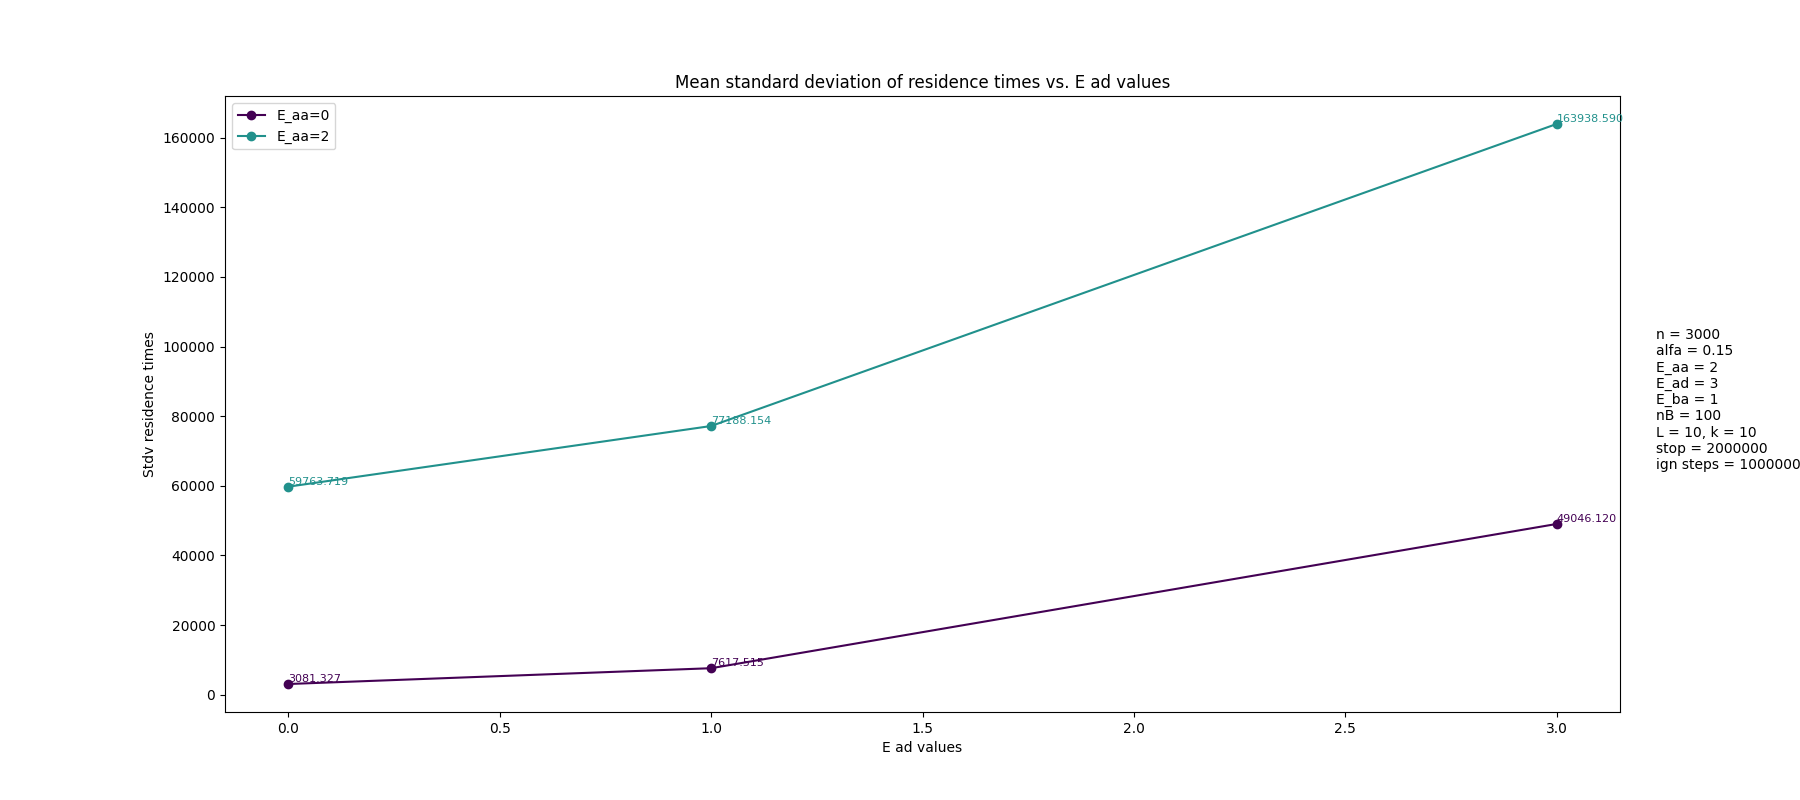 Mean standard deviation of residence times vs. E ad values
E_aa=0
E_aa=2
163938.590
77188.154
59763.719
49046.120
7617.515
3081.327
160000
140000
120000
100000
80000
60000
40000
20000
0
Stdv residence times
0.0 0.5 1.0 1.5 2.0 2.5 3.0
E ad values
n = 3000
alfa = 0.15
E_aa = 2
E_ad = 3
E_ba = 1
nB = 100
L = 10, k = 10
stop = 2000000
ign steps = 1000000